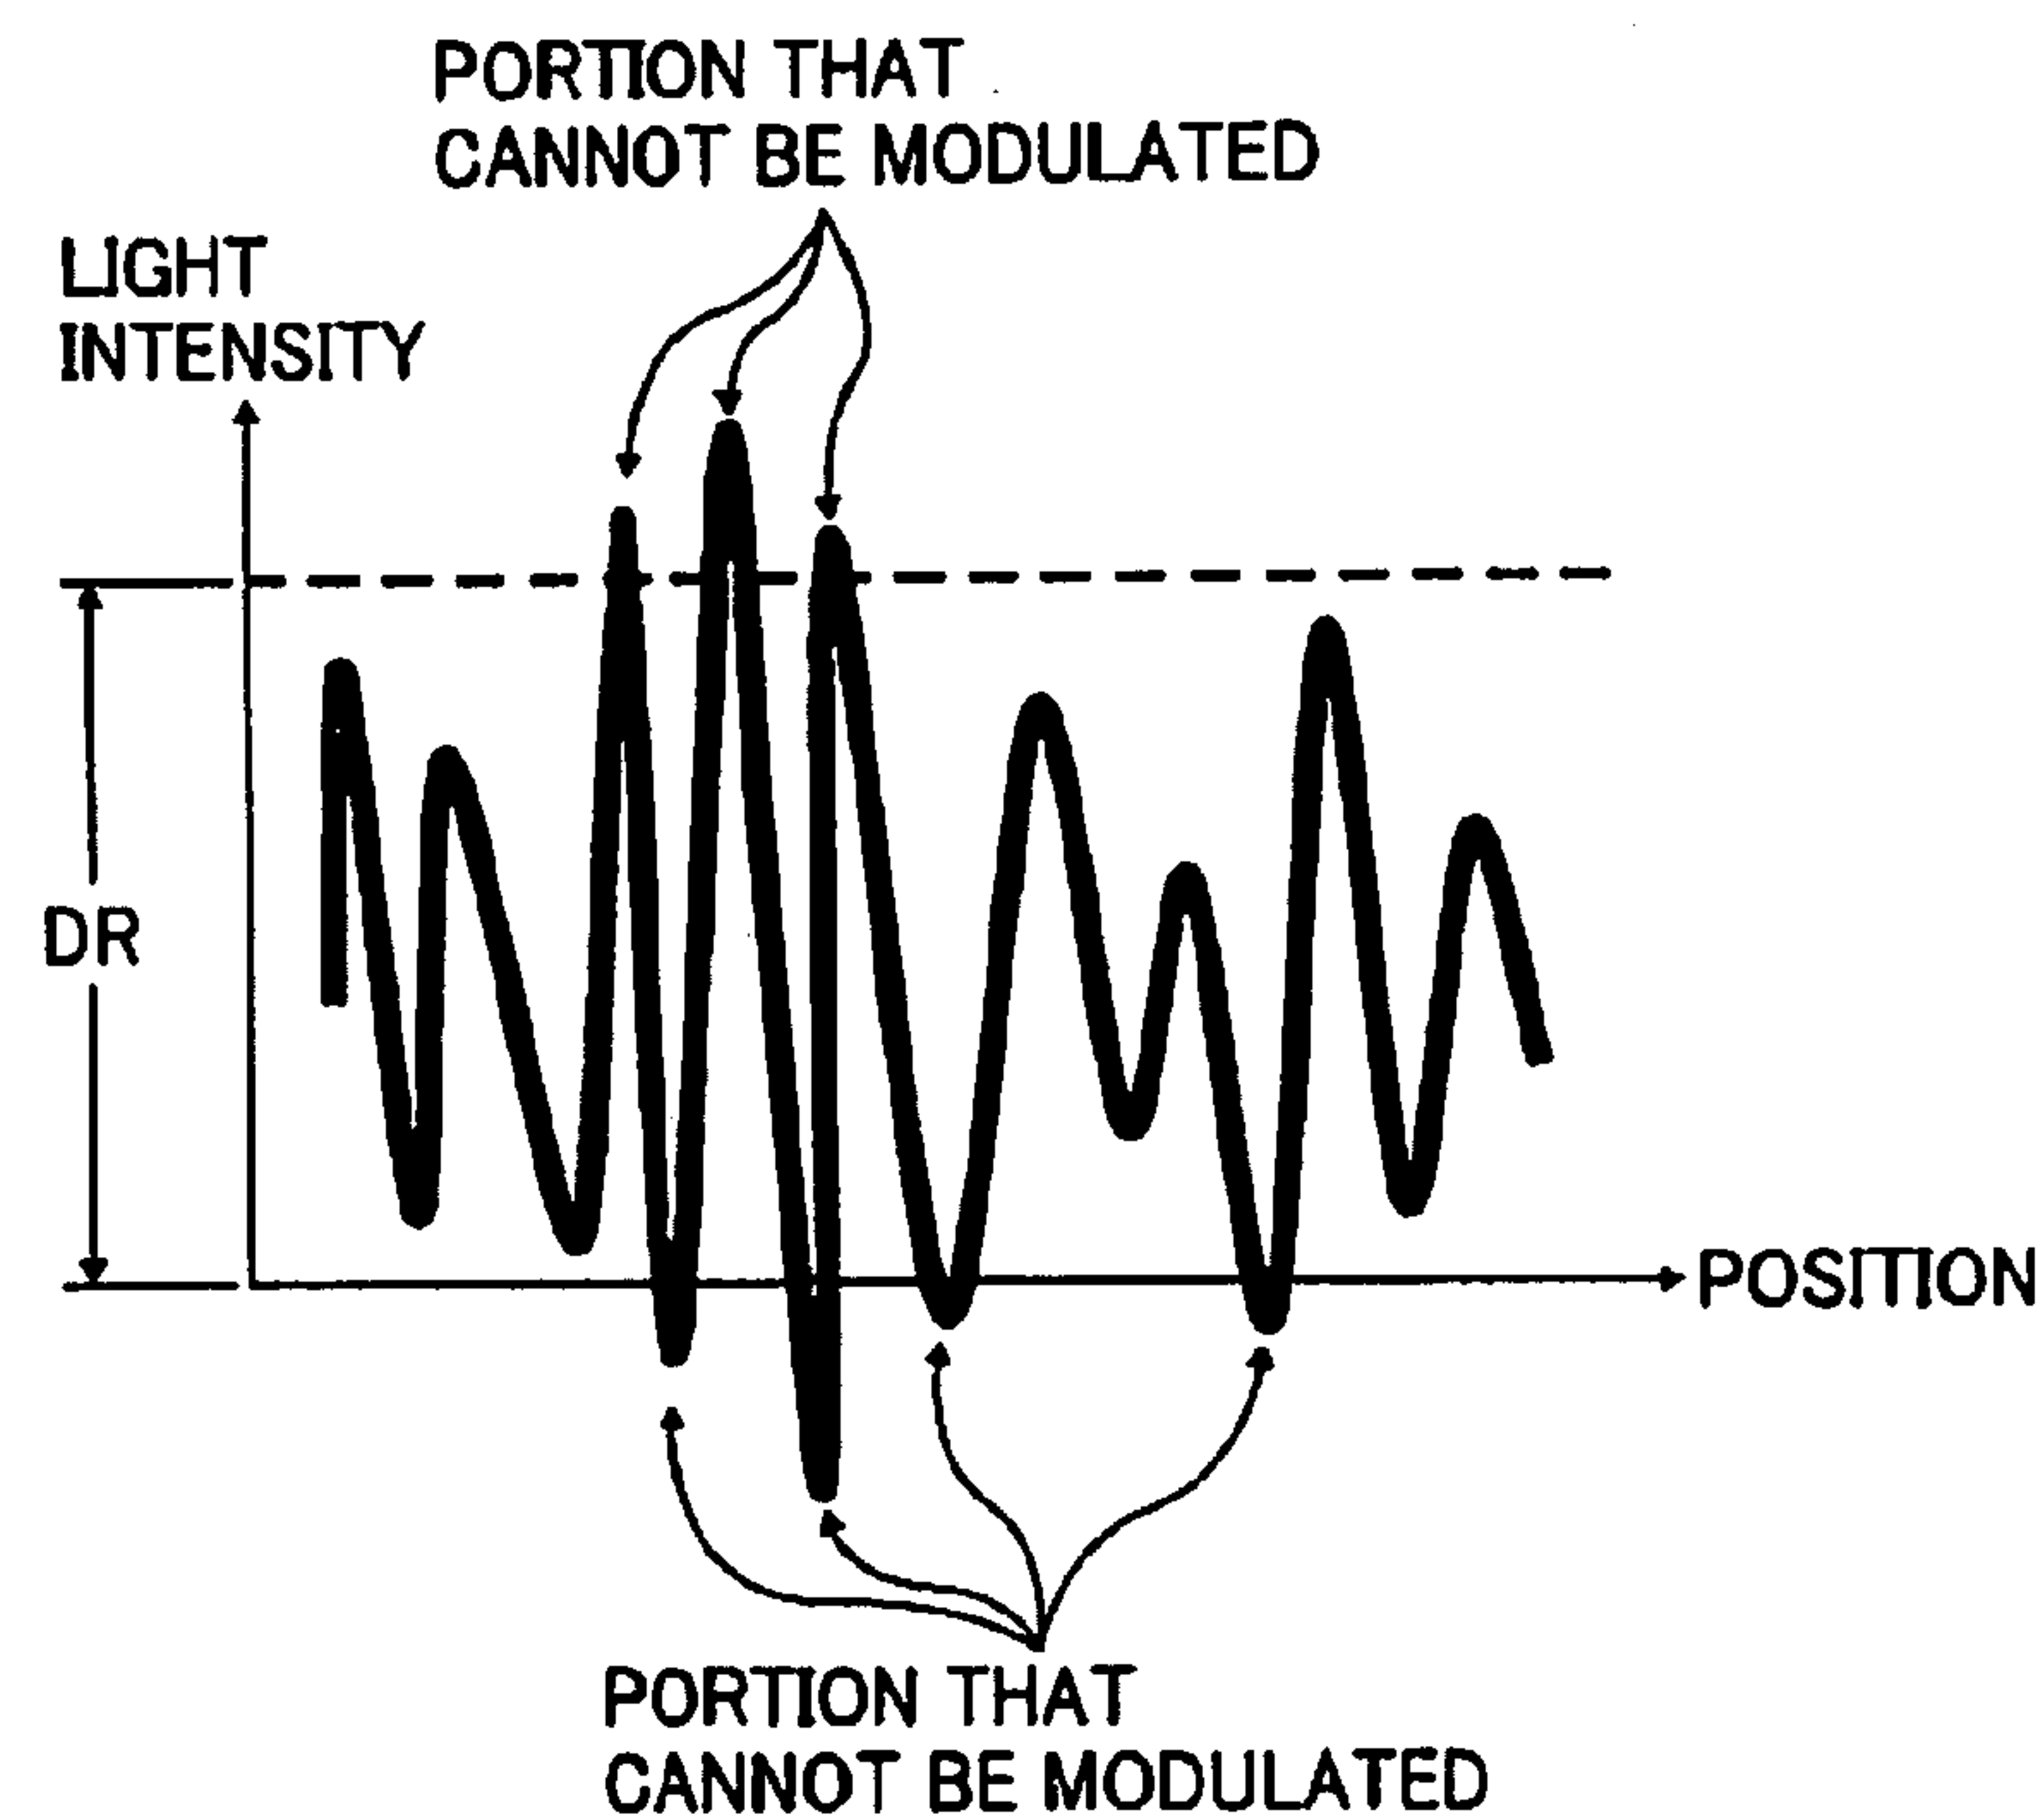 PORTION THAT
CANNOT BE MODULATED
LIGHT
INTENSITY
DR
POSITION
PORTION THAT
CANNOT BE MODULATED